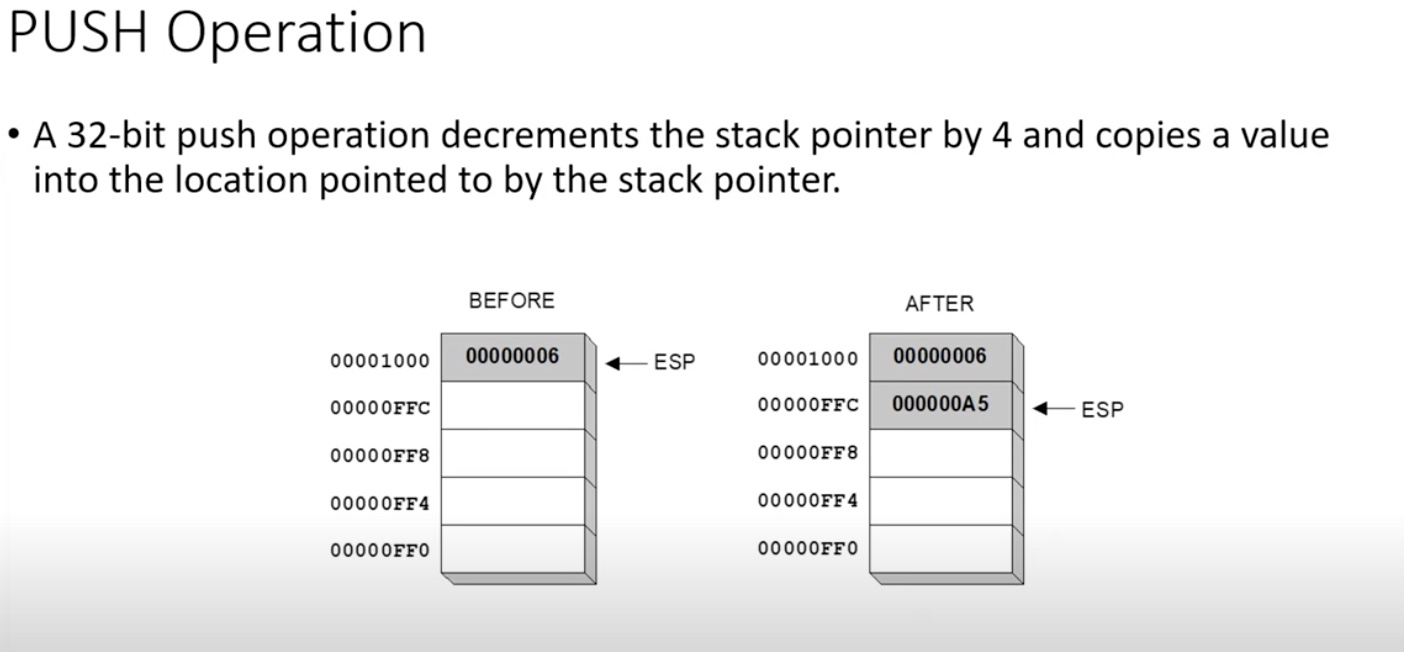 PUSH Operation
• A 32-bit push operation decrements the stack pointer by 4 and copies a value
into the location pointed to by the stack pointer.
BEFORE
00001000 00000006 ESP
00000FFC
00000FF8
00000FF4
00000FF0
AFTER
00001000 00000006
00000FFC 000000A5 ESP
00000FF8
00000FF4
00000FF0